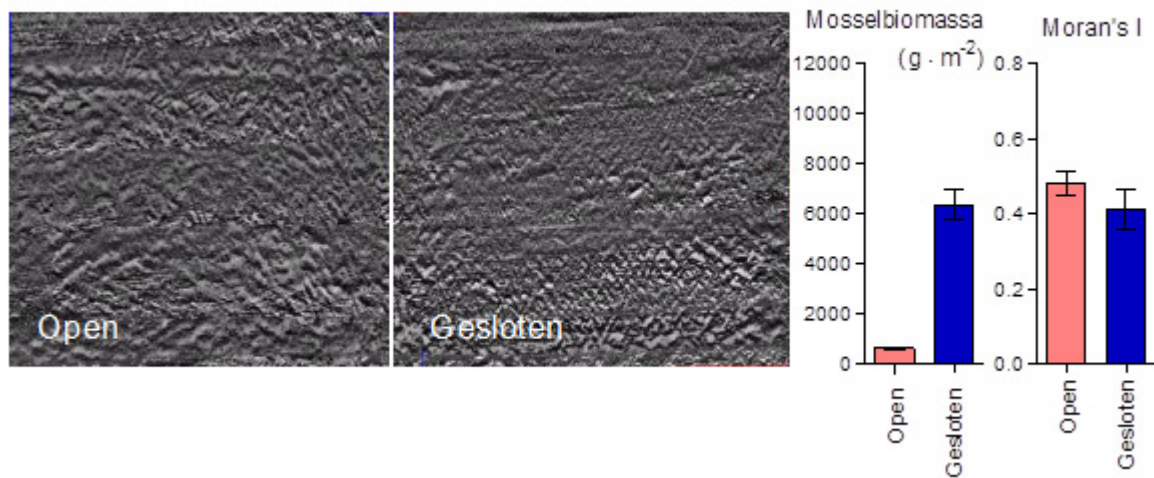 Open
Gesloten
Mosselbiomassa
(g · m-2)
12000
10000
8000
6000
4000
2000
0
Open
Gesloten
Moran's I
0.8
0.6
0.4
0.2
0.0
Open
Gesloten